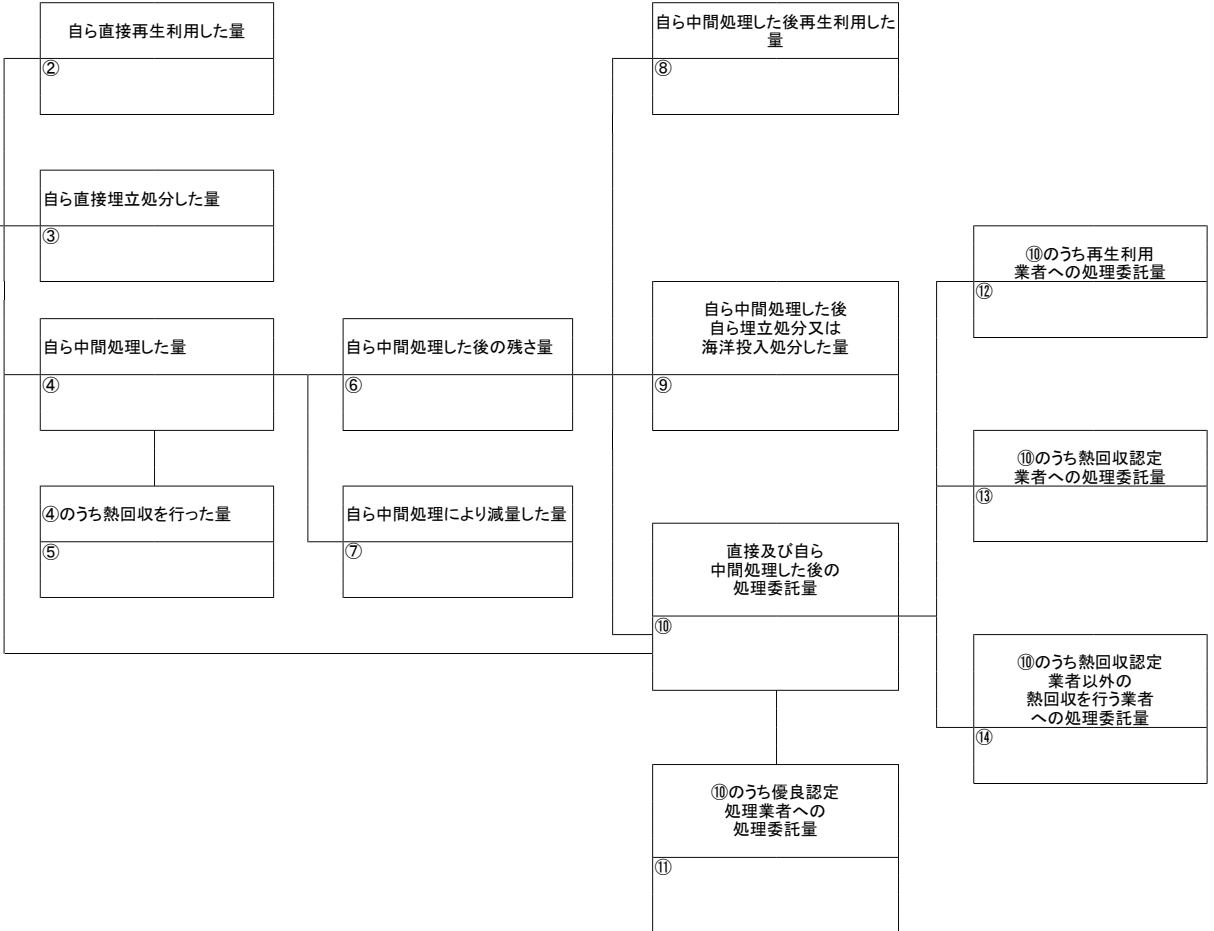 自ら直接再生利用した量
②
自ら直接埋立処分した量
③
自ら中間処理した量
④
④のうち熱回収を行った量
⑤
自ら中間処理した後の残さ量
⑥
自ら中間処理により減量した量
⑦
自ら中間処理した後再生利用した
量
⑧
自ら中間処理した後
自ら埋立処分又は
海洋投入処分した量
⑨
直接及び自ら
中間処理した後の
処理委託量
⑩
⑩のうち優良認定
処理業者への
処理委託量
⑪
⑩のうち再生利用
業者への処理委託量
⑫
⑩のうち熱回収認定
業者への処理委託量
⑬
⑩のうち熱回収認定
業者以外の
熱回収を行う業者
への処理委託量
⑭